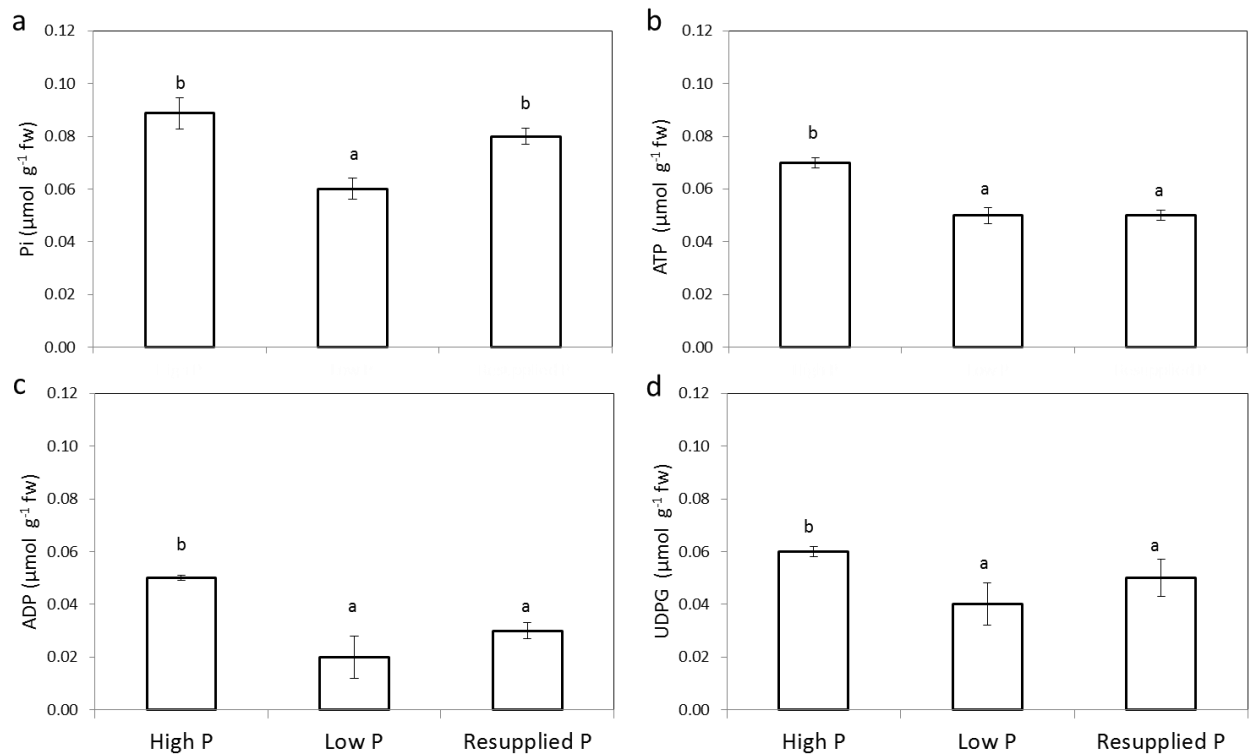 a
0.12
0.10
0.08
0.06
0.04
0.02
0.00
Pi (µmol g⁻¹ fw)
b
a
b
b
0.12
0.10
0.08
0.06
0.04
0.02
0.00
ATP (µmol g⁻¹ fw)
b
a
a
c
0.12
0.10
0.08
0.06
0.04
0.02
0.00
ADP (µmol g⁻¹ fw)
b
a
a
High P Low P Resupplied P
d
0.12
0.10
0.08
0.06
0.04
0.02
0.00
UDPG (µmol g⁻¹ fw)
b
a
a
High P Low P Resupplied P